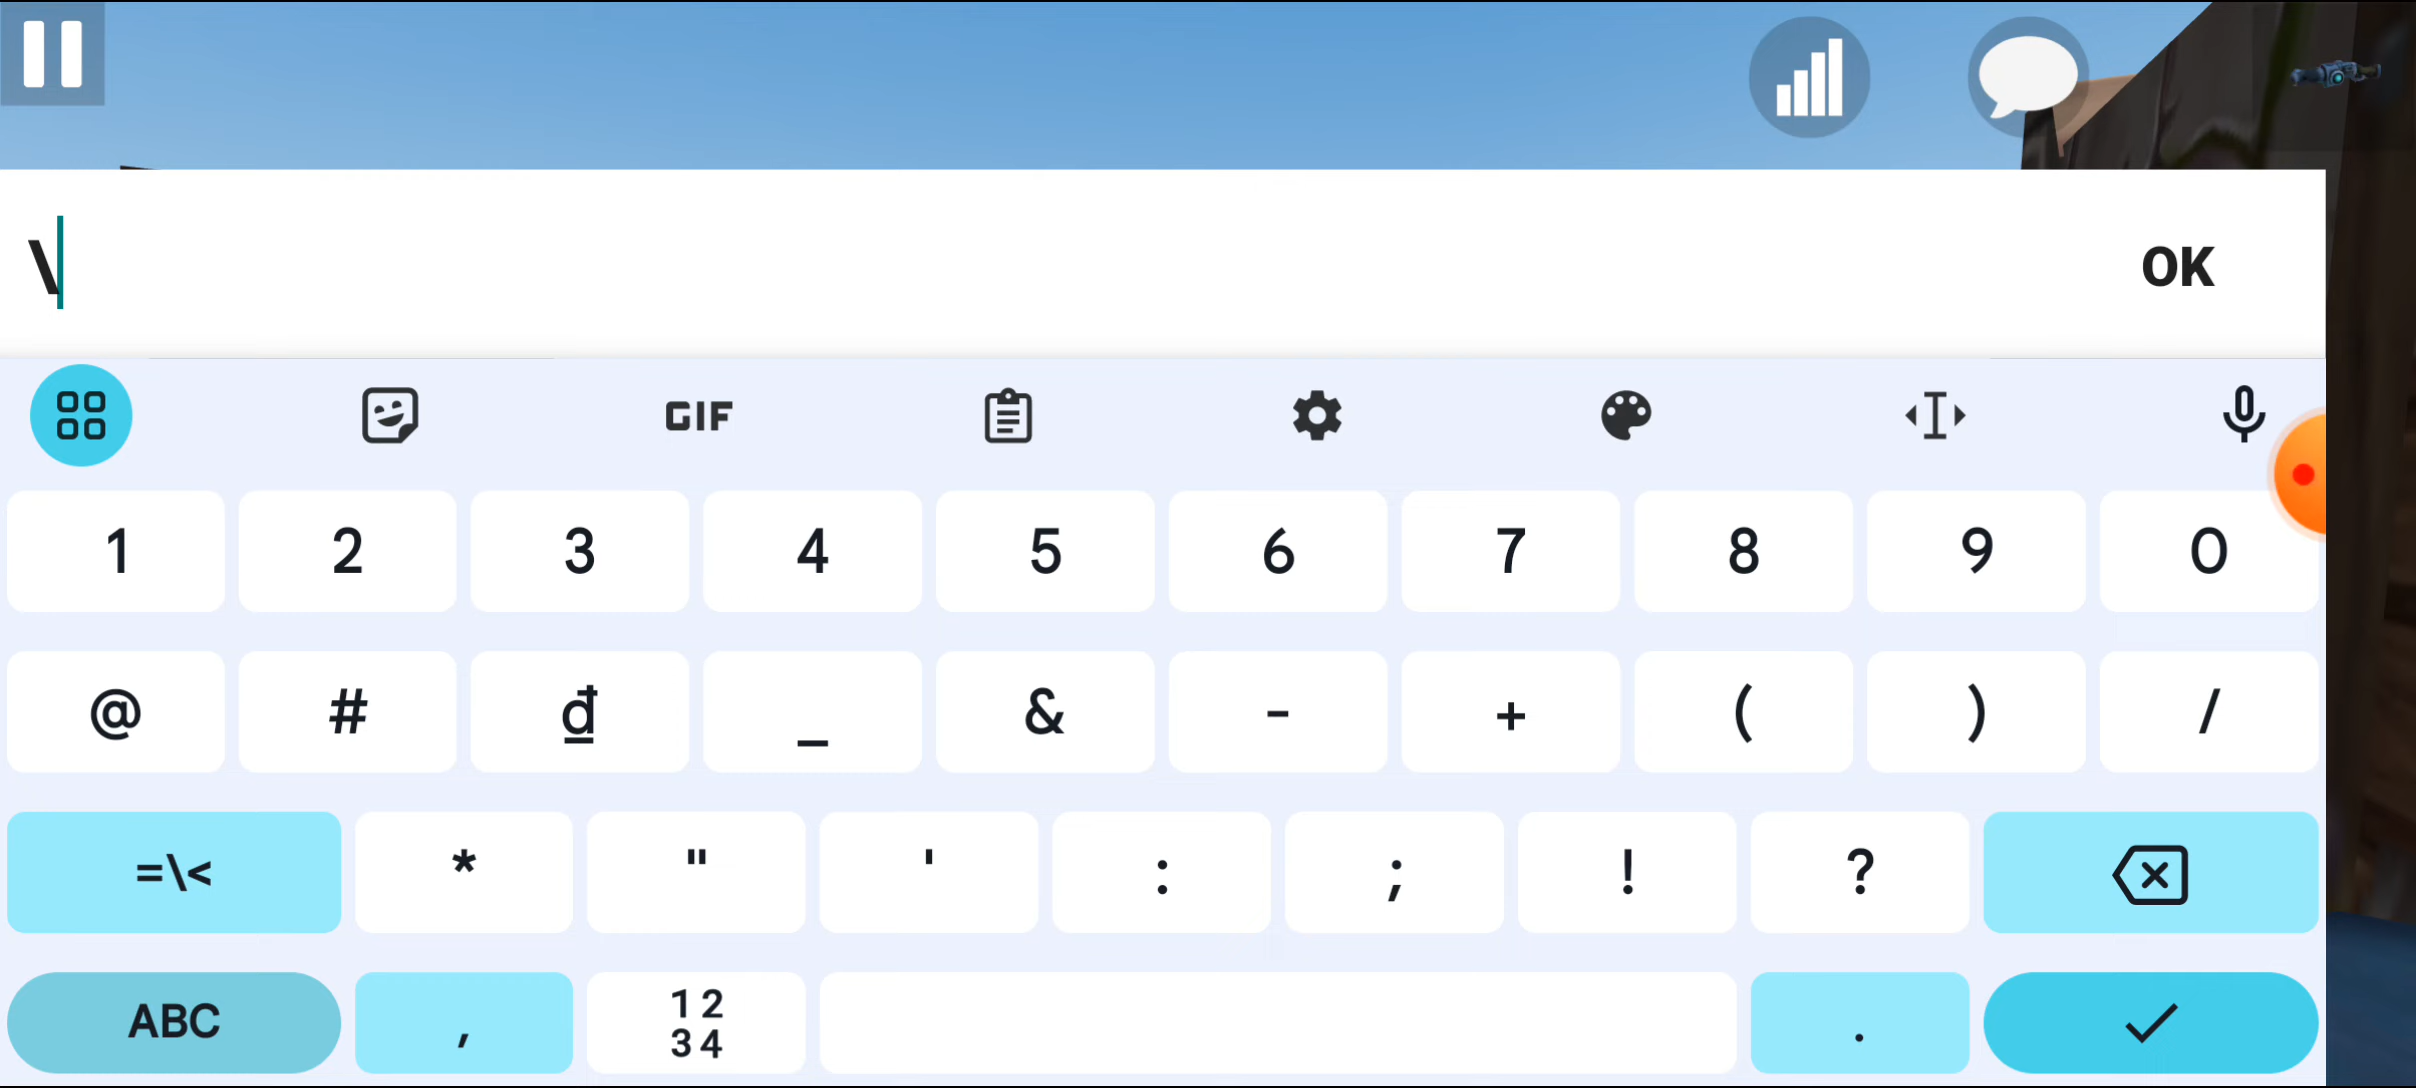 \
OK
GIF
1 2 3 4 5 6 7 8 9 0
@ # ₫ _ & - + ( ) /
=\< * " ' : ; ! ?
ABC , 1 2 .
3 4